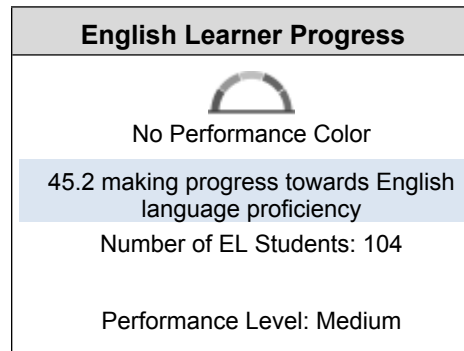 English Learner Progress
No Performance Color
45.2 making progress towards English
language proficiency
Number of EL Students: 104
Performance Level: Medium